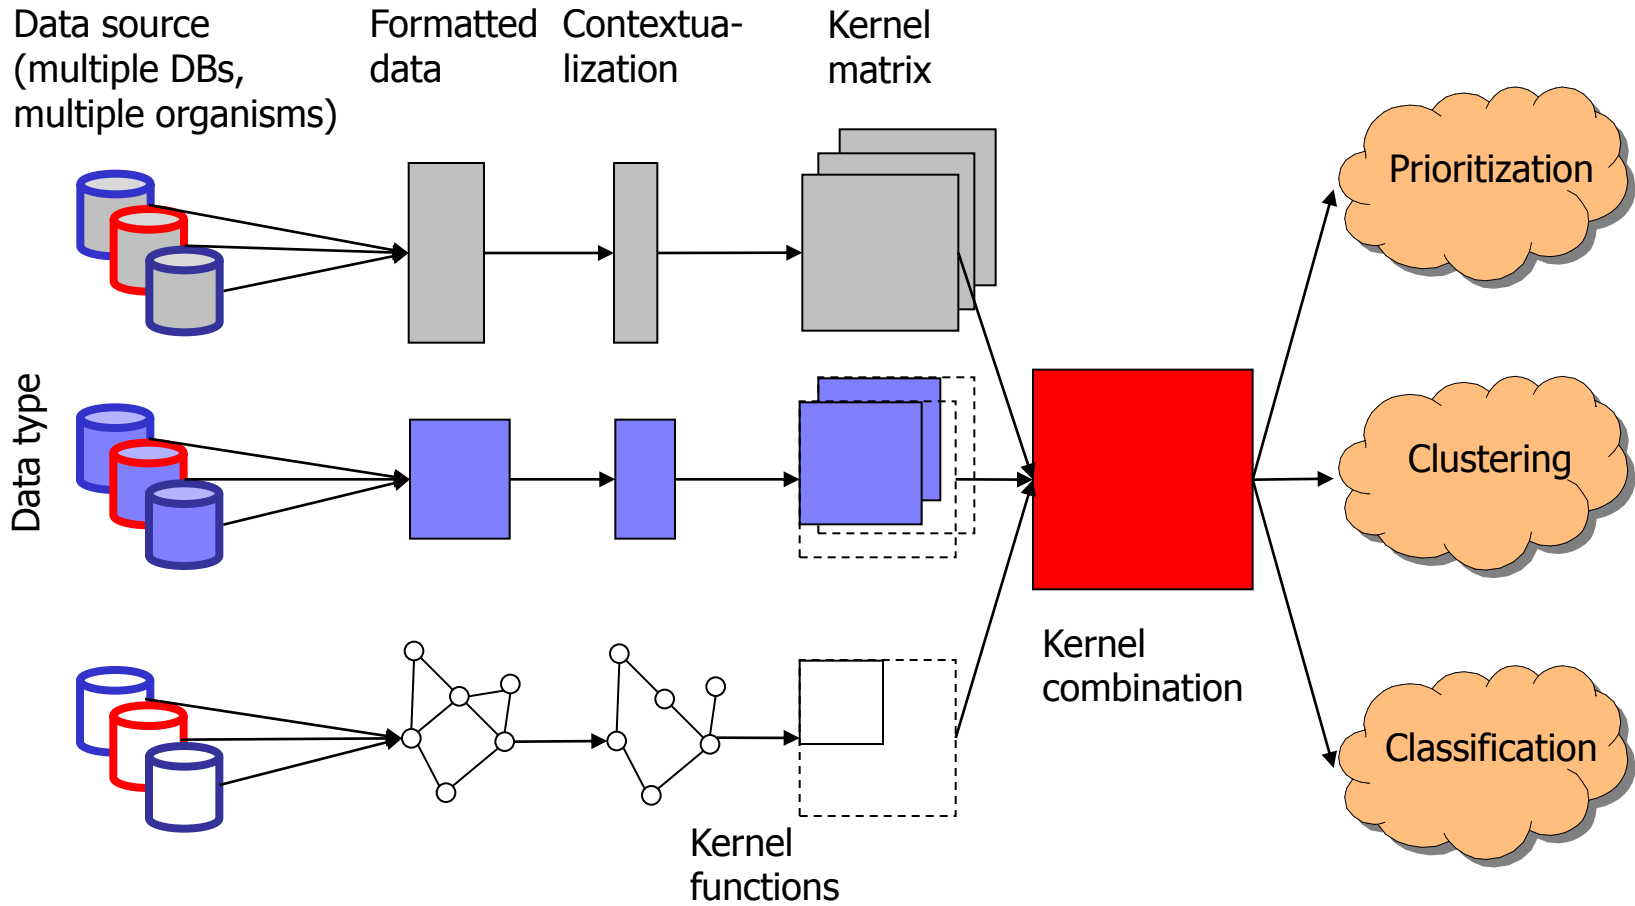 Data source
(multiple DBs,
multiple organisms)
Formatted
data
Contextua-
lization
Kernel
matrix
Data type
Prioritization
Clustering
Classification
Kernel
combination
Kernel
functions